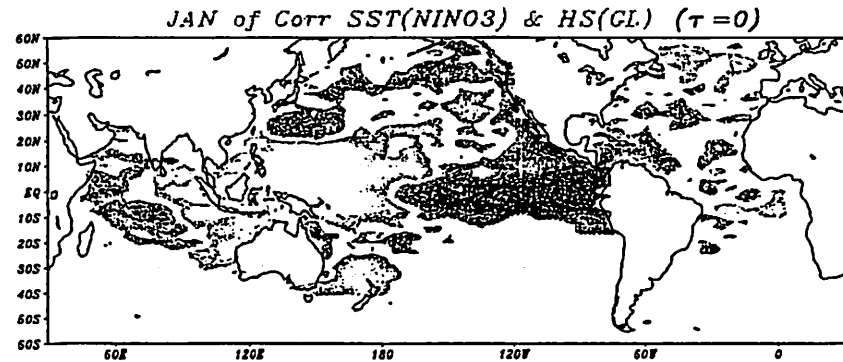 JAN of Corr SST(NINO3) & HS(GL) (τ=0)
60N
50N
40N
30N
20N
10N
EQ
10S
20S
30S
40S
50S
60S
60E 120E 180 120W 60W 0